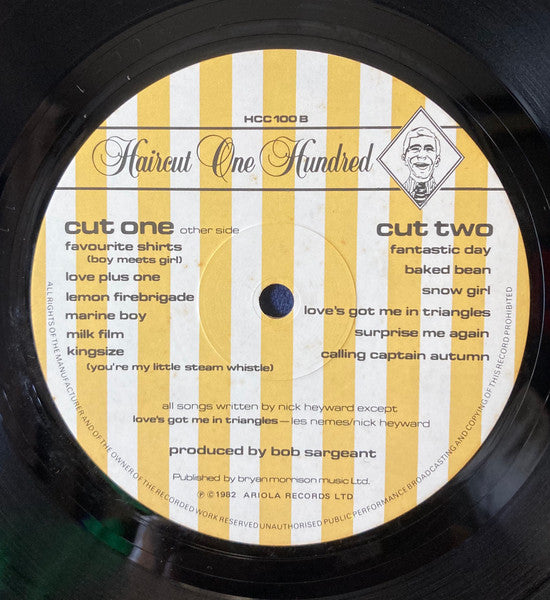 HCC 100 B
Haircut One Hundred
cut one other side
favourite shirts
(boy meets girl)
love plus one
lemon firebrigade
marine boy
milk film
kingsize
(you're my little steam whistle)
cut two
fantastic day
baked bean
snow girl
love's got me in triangles
surprise me again
calling captain autumn
all songs written by nick heyward except
love's got me in triangles—les nemes/nick heyward
produced by bob sargeant
Published by bryan morrison music Ltd.
℗ © 1982 ARIOLA RECORDS LTD
ALL RIGHTS OF THE MANUFACTURER AND OF THE OWNER OF THE RECORDED WORK RESERVED UNAUTHORISED PUBLIC PERFORMANCE BROADCASTING AND COPYING OF THIS RECORD PROHIBITED